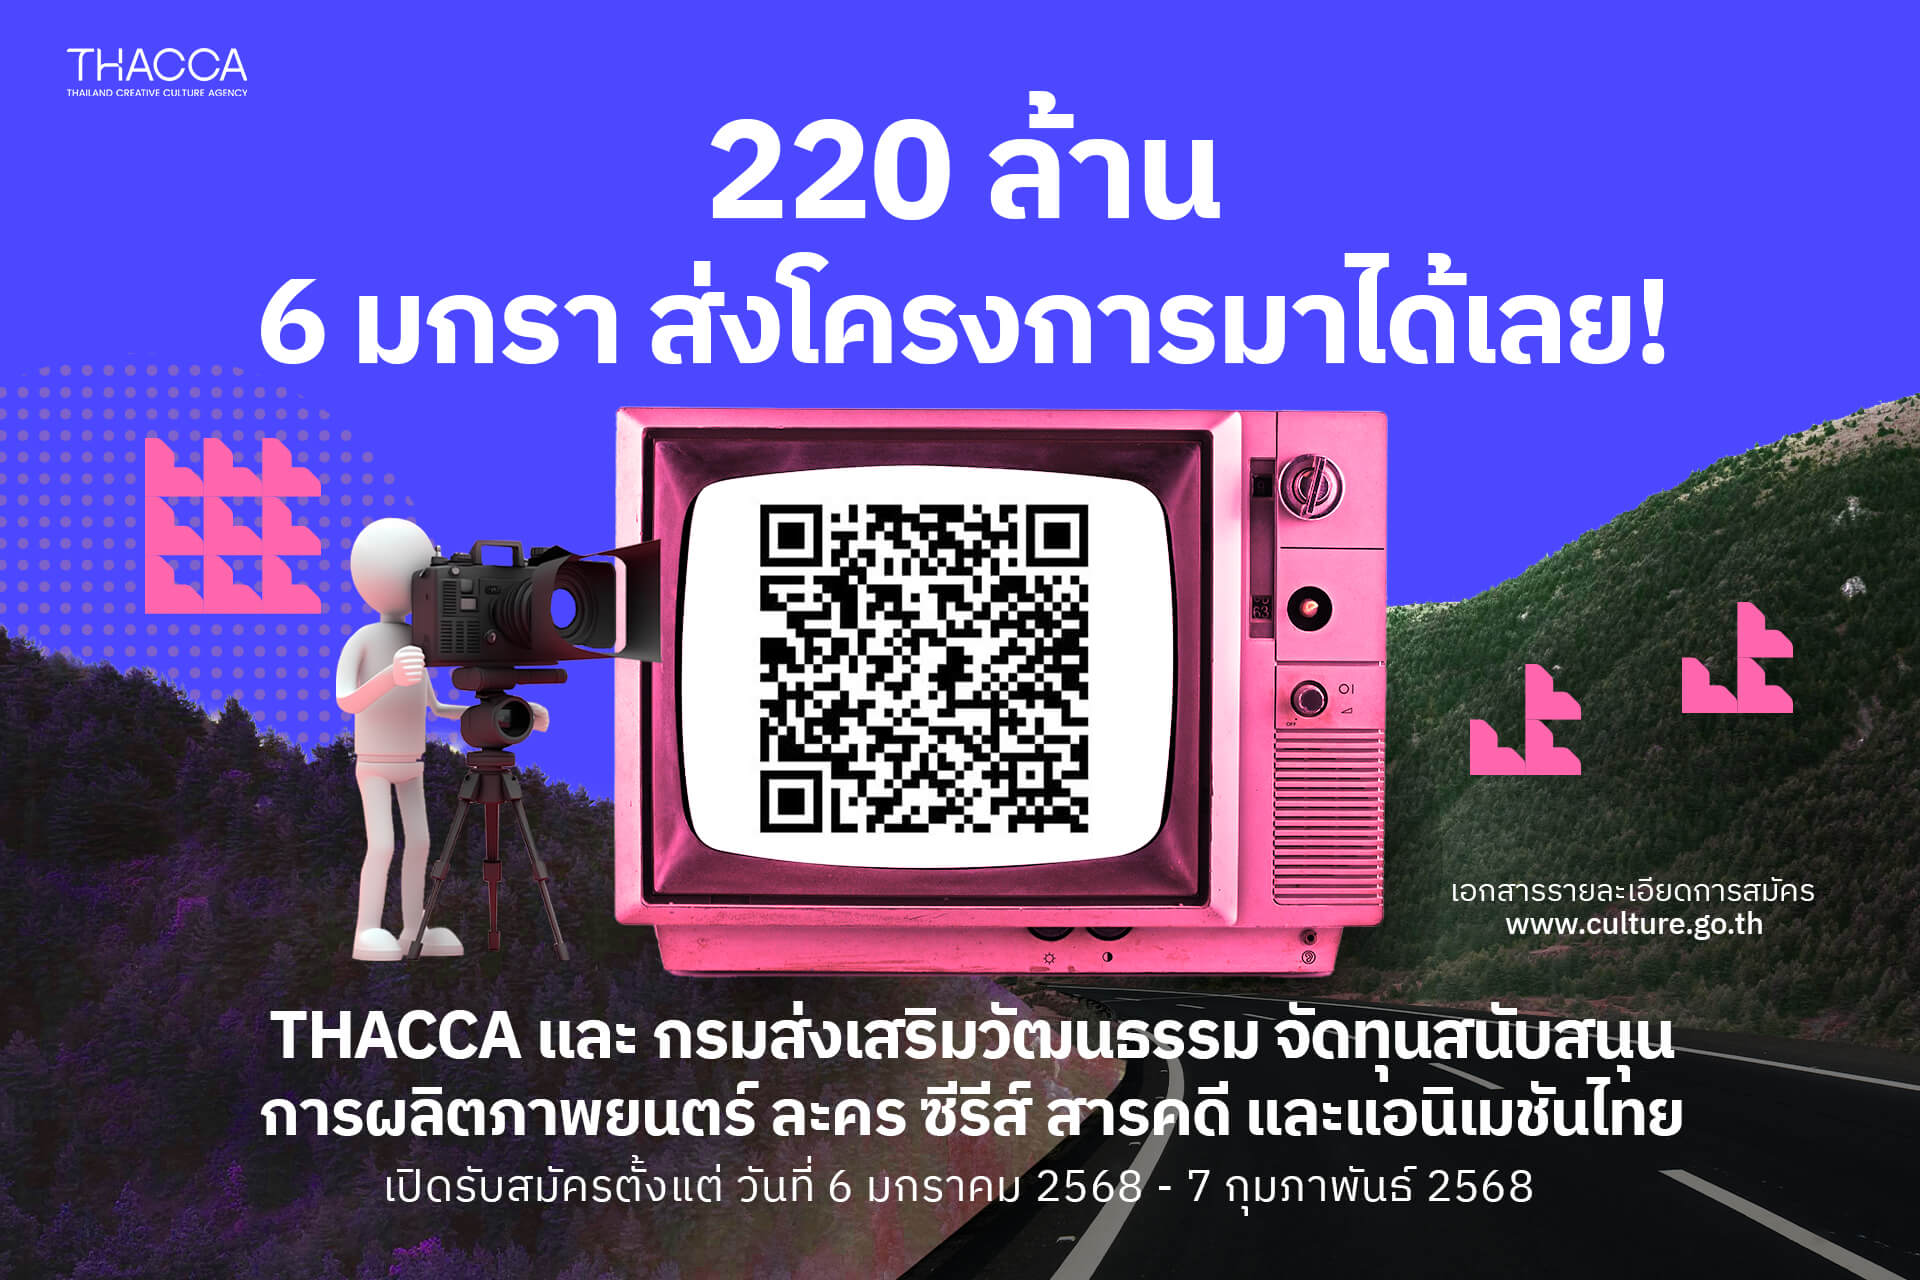 THACCA
THAILAND CREATIVE CULTURE AGENCY
220 ล้าน
6 มกรา ส่งโครงการมาได้เลย!
63
OFF
เอกสารรายละเอียดการสมัคร
www.culture.go.th
THACCA และ กรมส่งเสริมวัฒนธรรม จัดทุนสนับสนุน
การผลิตภาพยนตร์ ละคร ซีรีส์ สารคดี และแอนิเมชันไทย
เปิดรับสมัครตั้งแต่ วันที่ 6 มกราคม 2568 - 7 กุมภาพันธ์ 2568